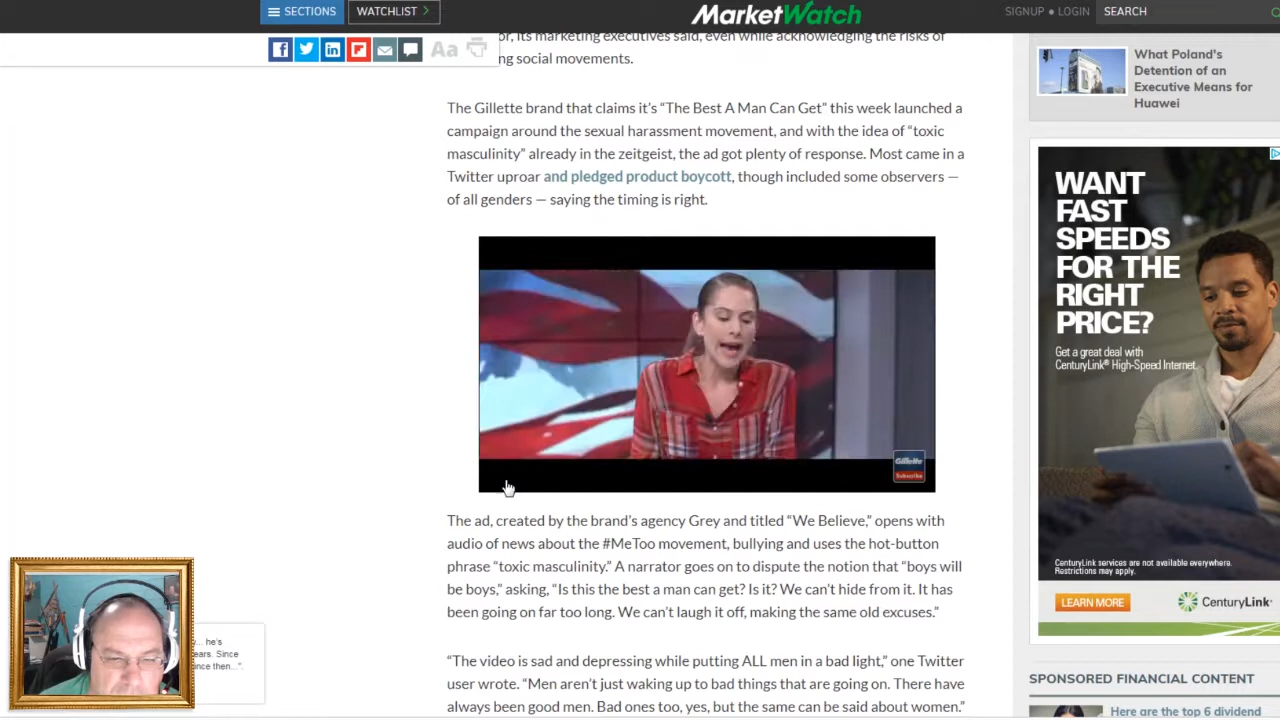 SECTIONS
WATCHLIST
MarketWatch
SIGNUP • LOGIN
SEARCH
Aa
or, its marketing executives said, even while acknowledging the risks of
ng social movements.
The Gillette brand that claims it’s “The Best A Man Can Get” this week launched a
campaign around the sexual harassment movement, and with the idea of “toxic
masculinity” already in the zeitgeist, the ad got plenty of response. Most came in a
Twitter uproar and pledged product boycott, though included some observers —
of all genders — saying the timing is right.
Gillette
Subscribe
The ad, created by the brand’s agency Grey and titled “We Believe,” opens with
audio of news about the #MeToo movement, bullying and uses the hot-button
phrase “toxic masculinity.” A narrator goes on to dispute the notion that “boys will
be boys,” asking, “Is this the best a man can get? Is it? We can’t hide from it. It has
been going on far too long. We can’t laugh it off, making the same old excuses.”
“The video is sad and depressing while putting ALL men in a bad light,” one Twitter
user wrote. “Men aren’t just waking up to bad things that are going on. There have
always been good men. Bad ones too, yes, but the same can be said about women.”
... he's
ears. Since
ince then...".
What Poland's
Detention of an
Executive Means for
Huawei
WANT
FAST
SPEEDS
FOR THE
RIGHT
PRICE?
Get a great deal with
CenturyLink® High-Speed Internet.
CenturyLink services are not available everywhere.
Restrictions may apply.
LEARN MORE
CenturyLink
SPONSORED FINANCIAL CONTENT
Here are the top 6 dividend